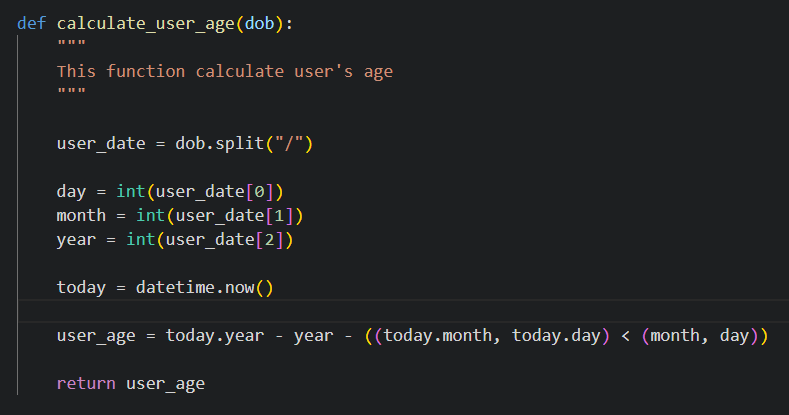 def calculate_user_age(dob):
"""
This function calculate user's age
"""
user_date = dob.split("/")
day = int(user_date[0])
month = int(user_date[1])
year = int(user_date[2])
today = datetime.now()
user_age = today.year - year - ((today.month, today.day) < (month, day))
return user_age